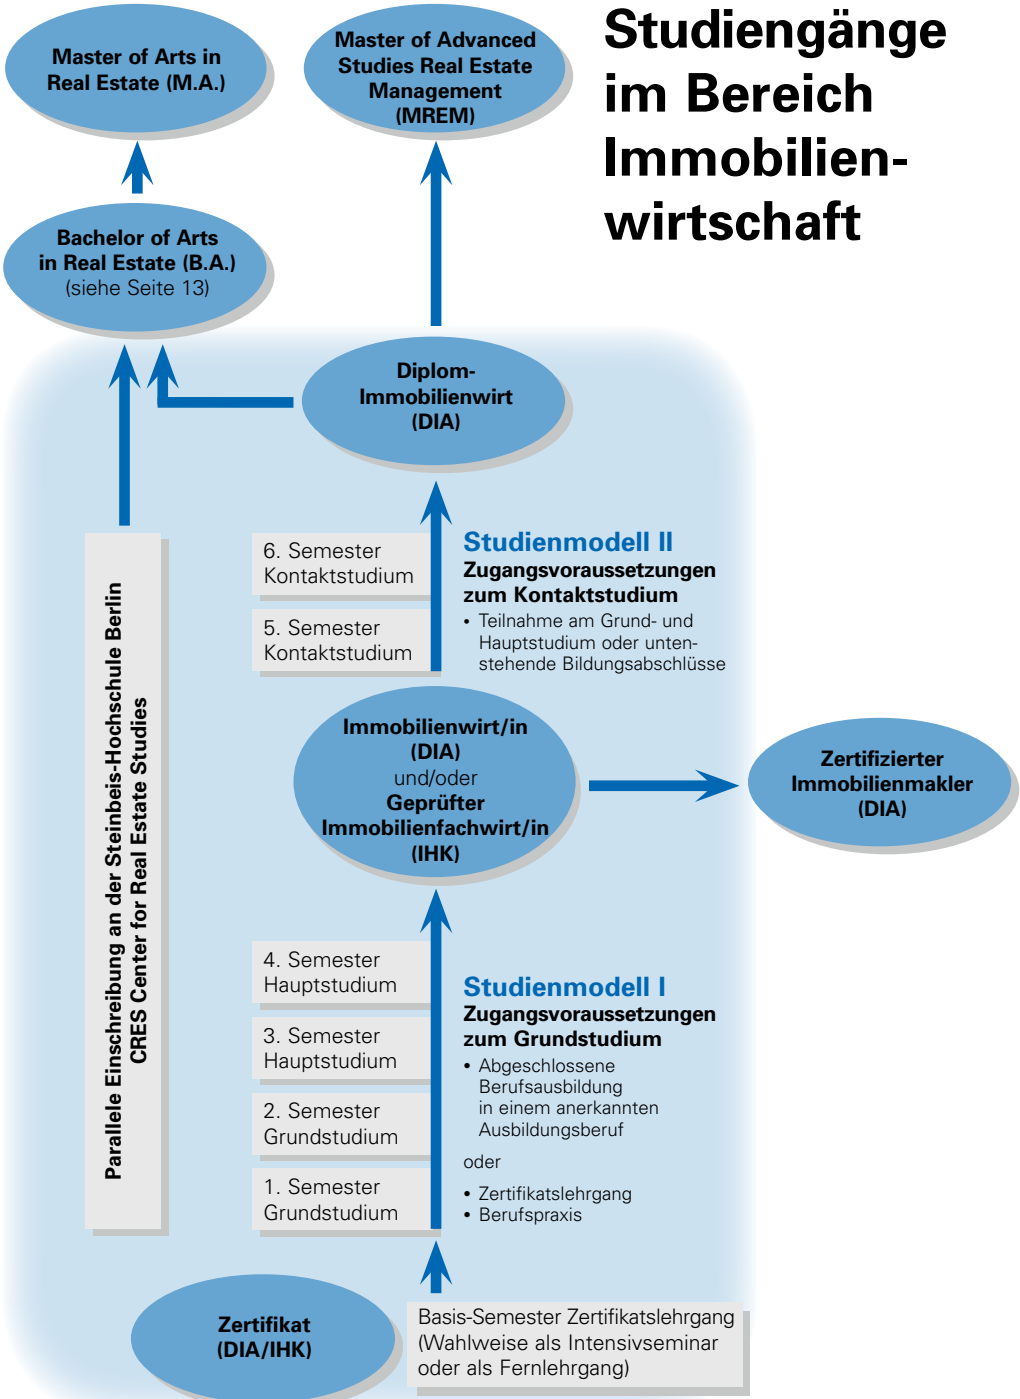 Studiengänge
im Bereich
Immobilien-
wirtschaft
Master of Arts in
Real Estate (M.A.)
Master of Advanced
Studies Real Estate
Management
(MREM)
Bachelor of Arts
in Real Estate (B.A.)
(siehe Seite 13)
Diplom-
Immobilienwirt
(DIA)
6. Semester
Kontaktstudium
5. Semester
Kontaktstudium
Studienmodell II
Zugangsvoraussetzungen
zum Kontaktstudium
• Teilnahme am Grund- und
Hauptstudium oder unten-
stehende Bildungsabschlüsse
Parallele Einschreibung an der Steinbeis-Hochschule Berlin
CRES Center for Real Estate Studies
Immobilienwirt/in
(DIA)
und/oder
Geprüfter
Immobilienfachwirt/in
(IHK)
Zertifizierter
Immobilienmakler
(DIA)
4. Semester
Hauptstudium
3. Semester
Hauptstudium
2. Semester
Grundstudium
1. Semester
Grundstudium
Studienmodell I
Zugangsvoraussetzungen
zum Grundstudium
• Abgeschlossene
Berufsausbildung
in einem anerkannten
Ausbildungsberuf
oder
• Zertifikatslehrgang
• Berufspraxis
Zertifikat
(DIA/IHK)
Basis-Semester Zertifikatslehrgang
(Wahlweise als Intensivseminar
oder als Fernlehrgang)